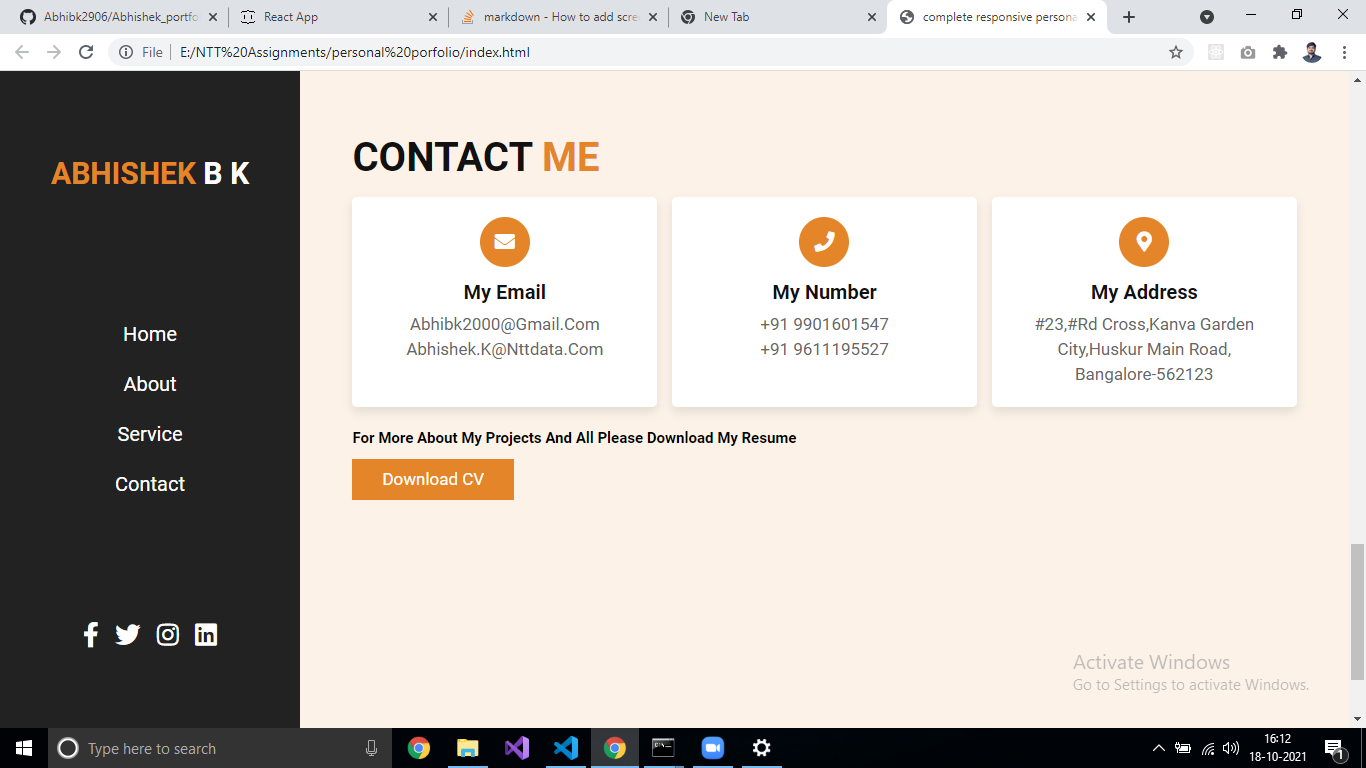 Abhibk2906/Abhishek_portfo
React App
markdown - How to add scre
New Tab
complete responsive persona
File
E:/NTT%20Assignments/personal%20porfolio/index.html
ABHISHEK B K
Home
About
Service
Contact
CONTACT ME
My Email
Abhibk2000@Gmail.Com
Abhishek.K@Nttdata.Com
My Number
+91 9901601547
+91 9611195527
My Address
#23,#Rd Cross,Kanva Garden
City,Huskur Main Road,
Bangalore-562123
For More About My Projects And All Please Download My Resume
Download CV
Activate Windows
Go to Settings to activate Windows.
Type here to search
16:12
18-10-2021
1